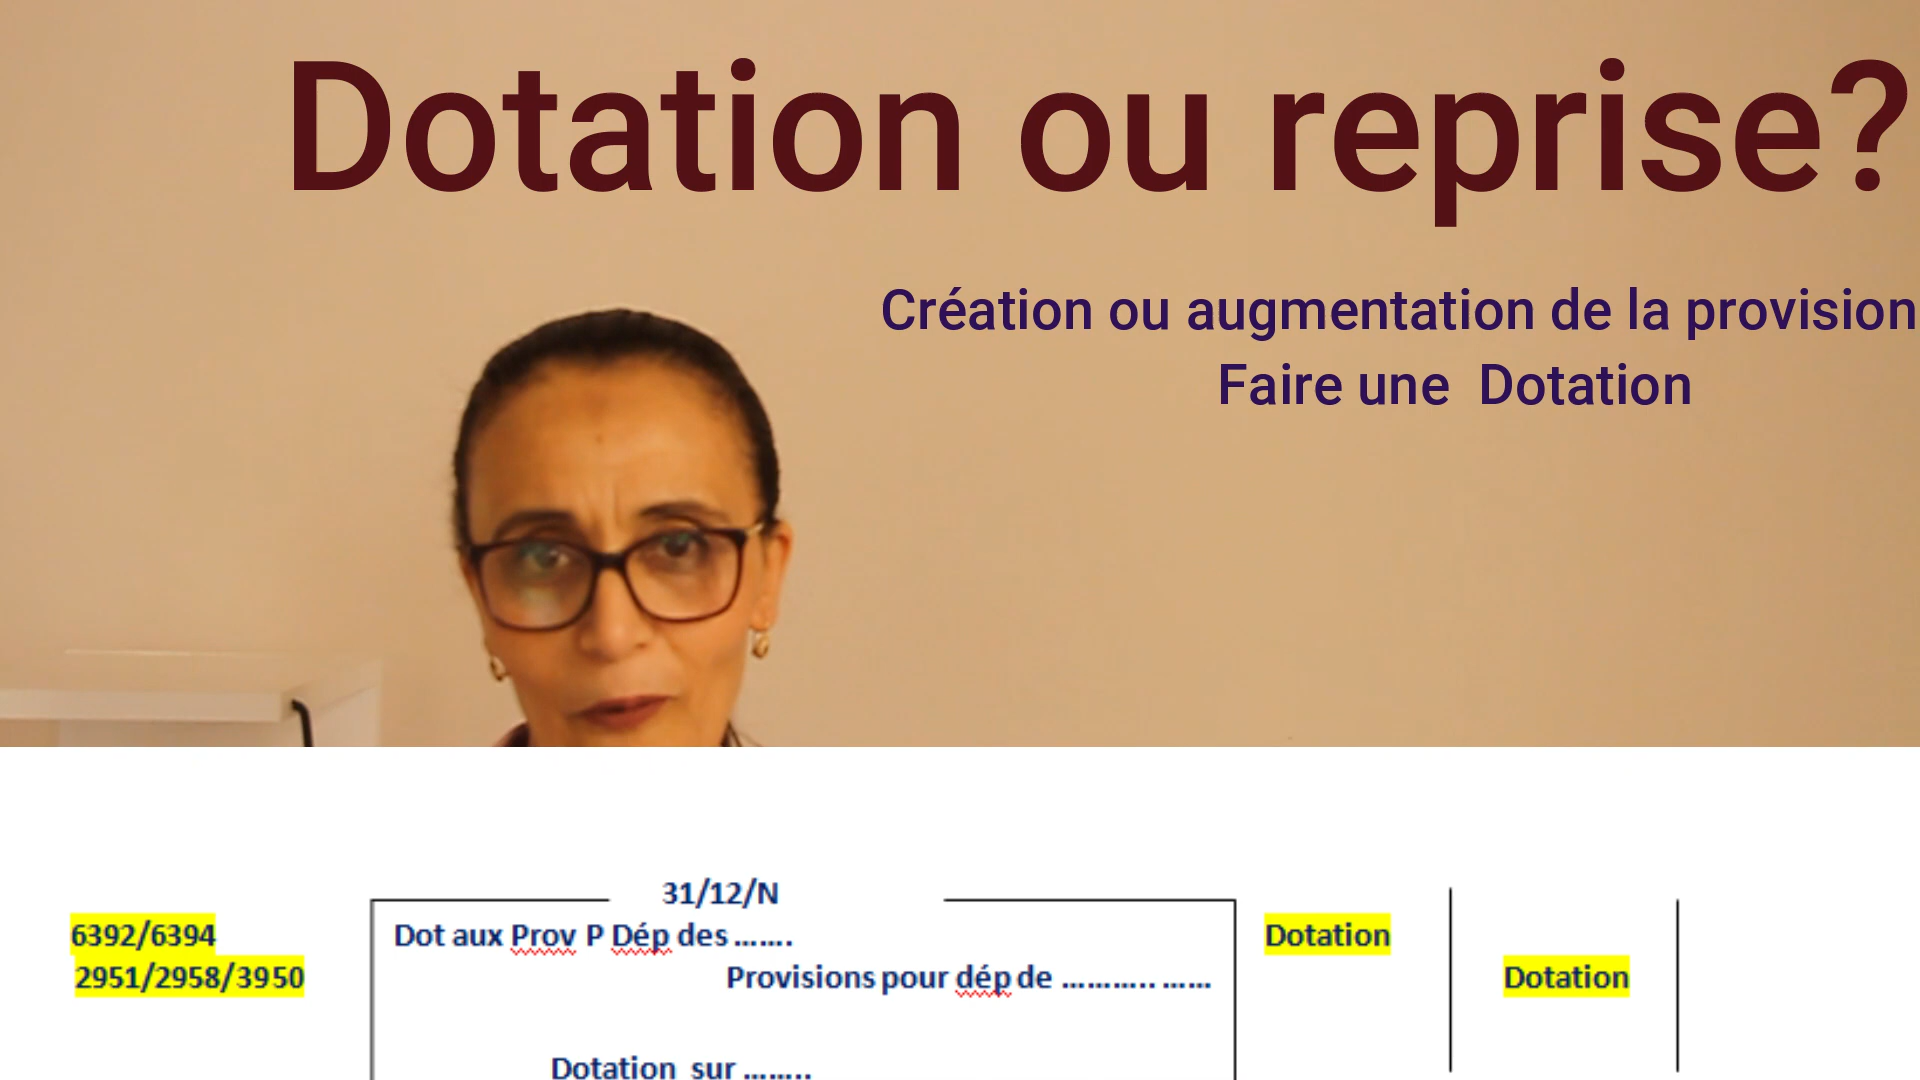 Dotation ou reprise?
Création ou augmentation de la provision
Faire une Dotation
31/12/N
6392/6394 Dot aux Prov P Dép des ....... Dotation
2951/2958/3950 Provisions pour dép de ........... ...... Dotation
Dotation sur ........